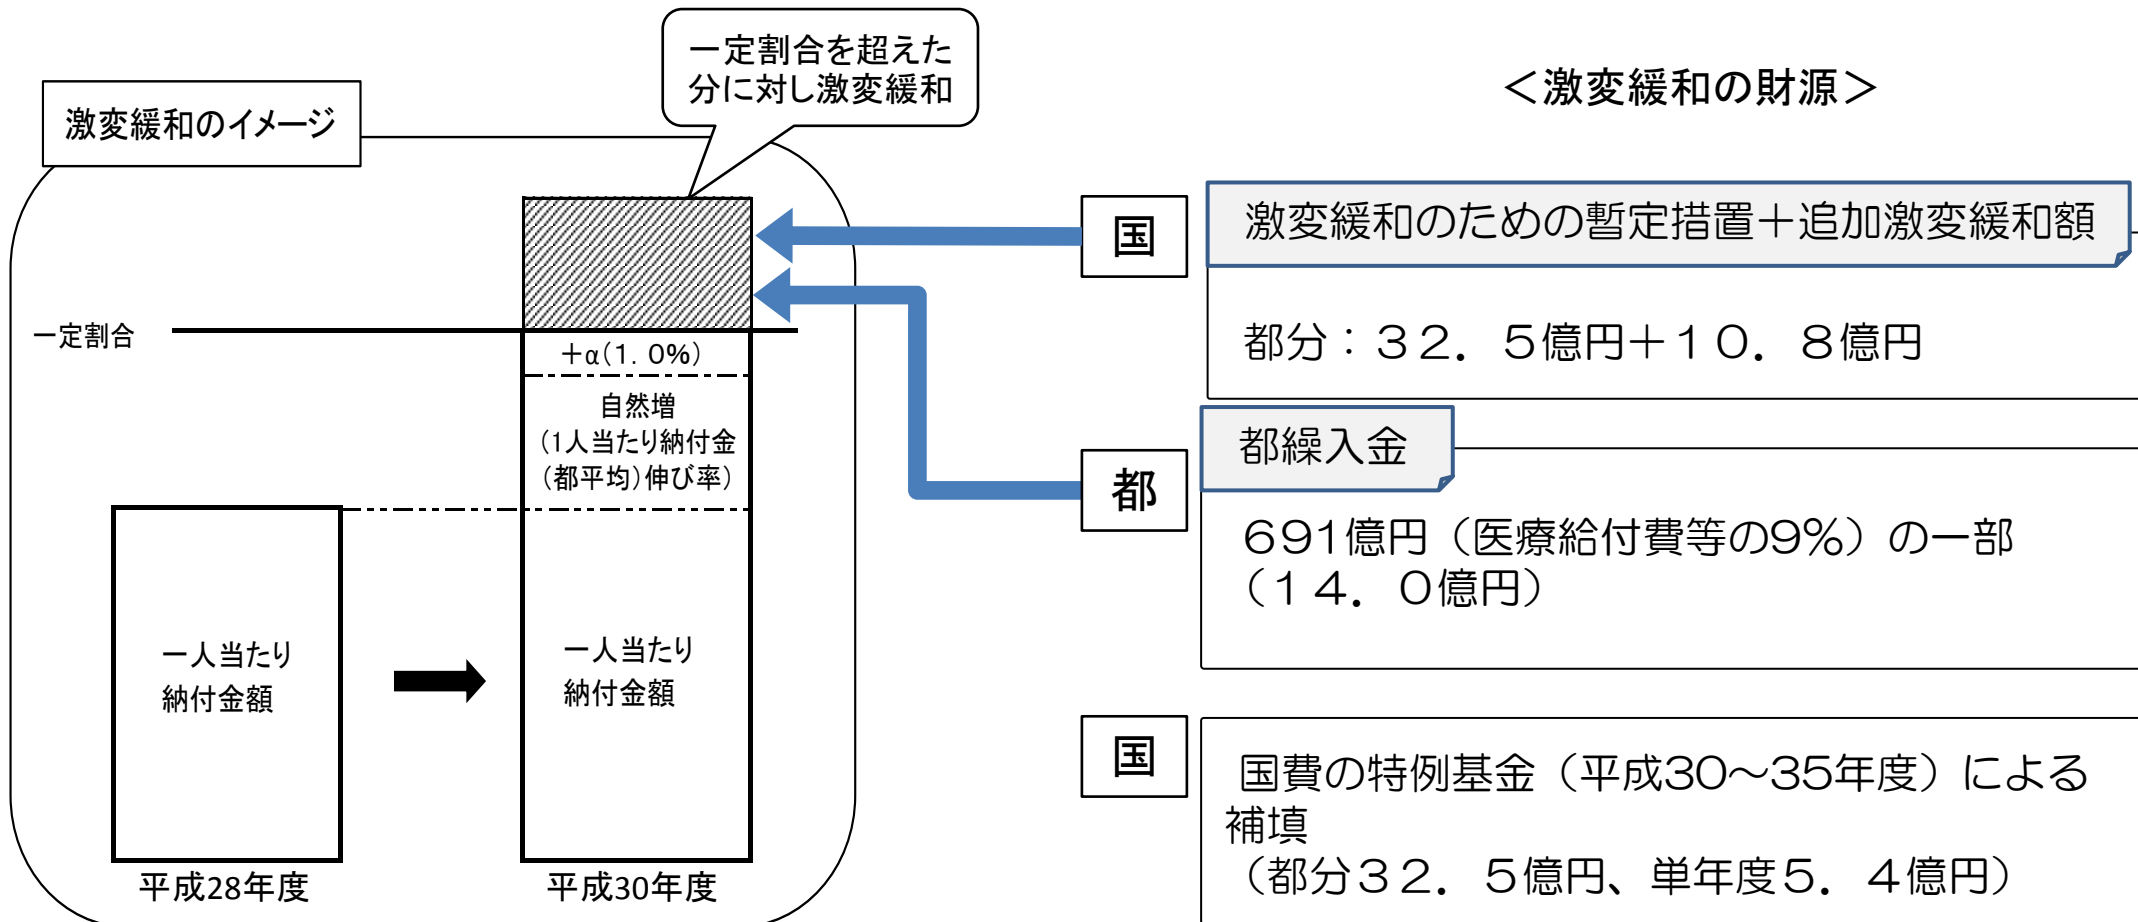 一定割合を超えた
分に対し激変緩和
激変緩和のイメージ
一定割合
+α(1.0%)
自然増
(1人当たり納付金
(都平均)伸び率)
一人当たり
納付金額
一人当たり
納付金額
平成28年度
平成30年度
＜激変緩和の財源＞
国
激変緩和のための暫定措置＋追加激変緩和額
都分：３２．５億円＋１０．８億円
都
都繰入金
691億円（医療給付費等の9%）の一部
（１４．０億円）
国
国費の特例基金（平成30～35年度）による
補填
（都分３２．５億円、単年度５．４億円）